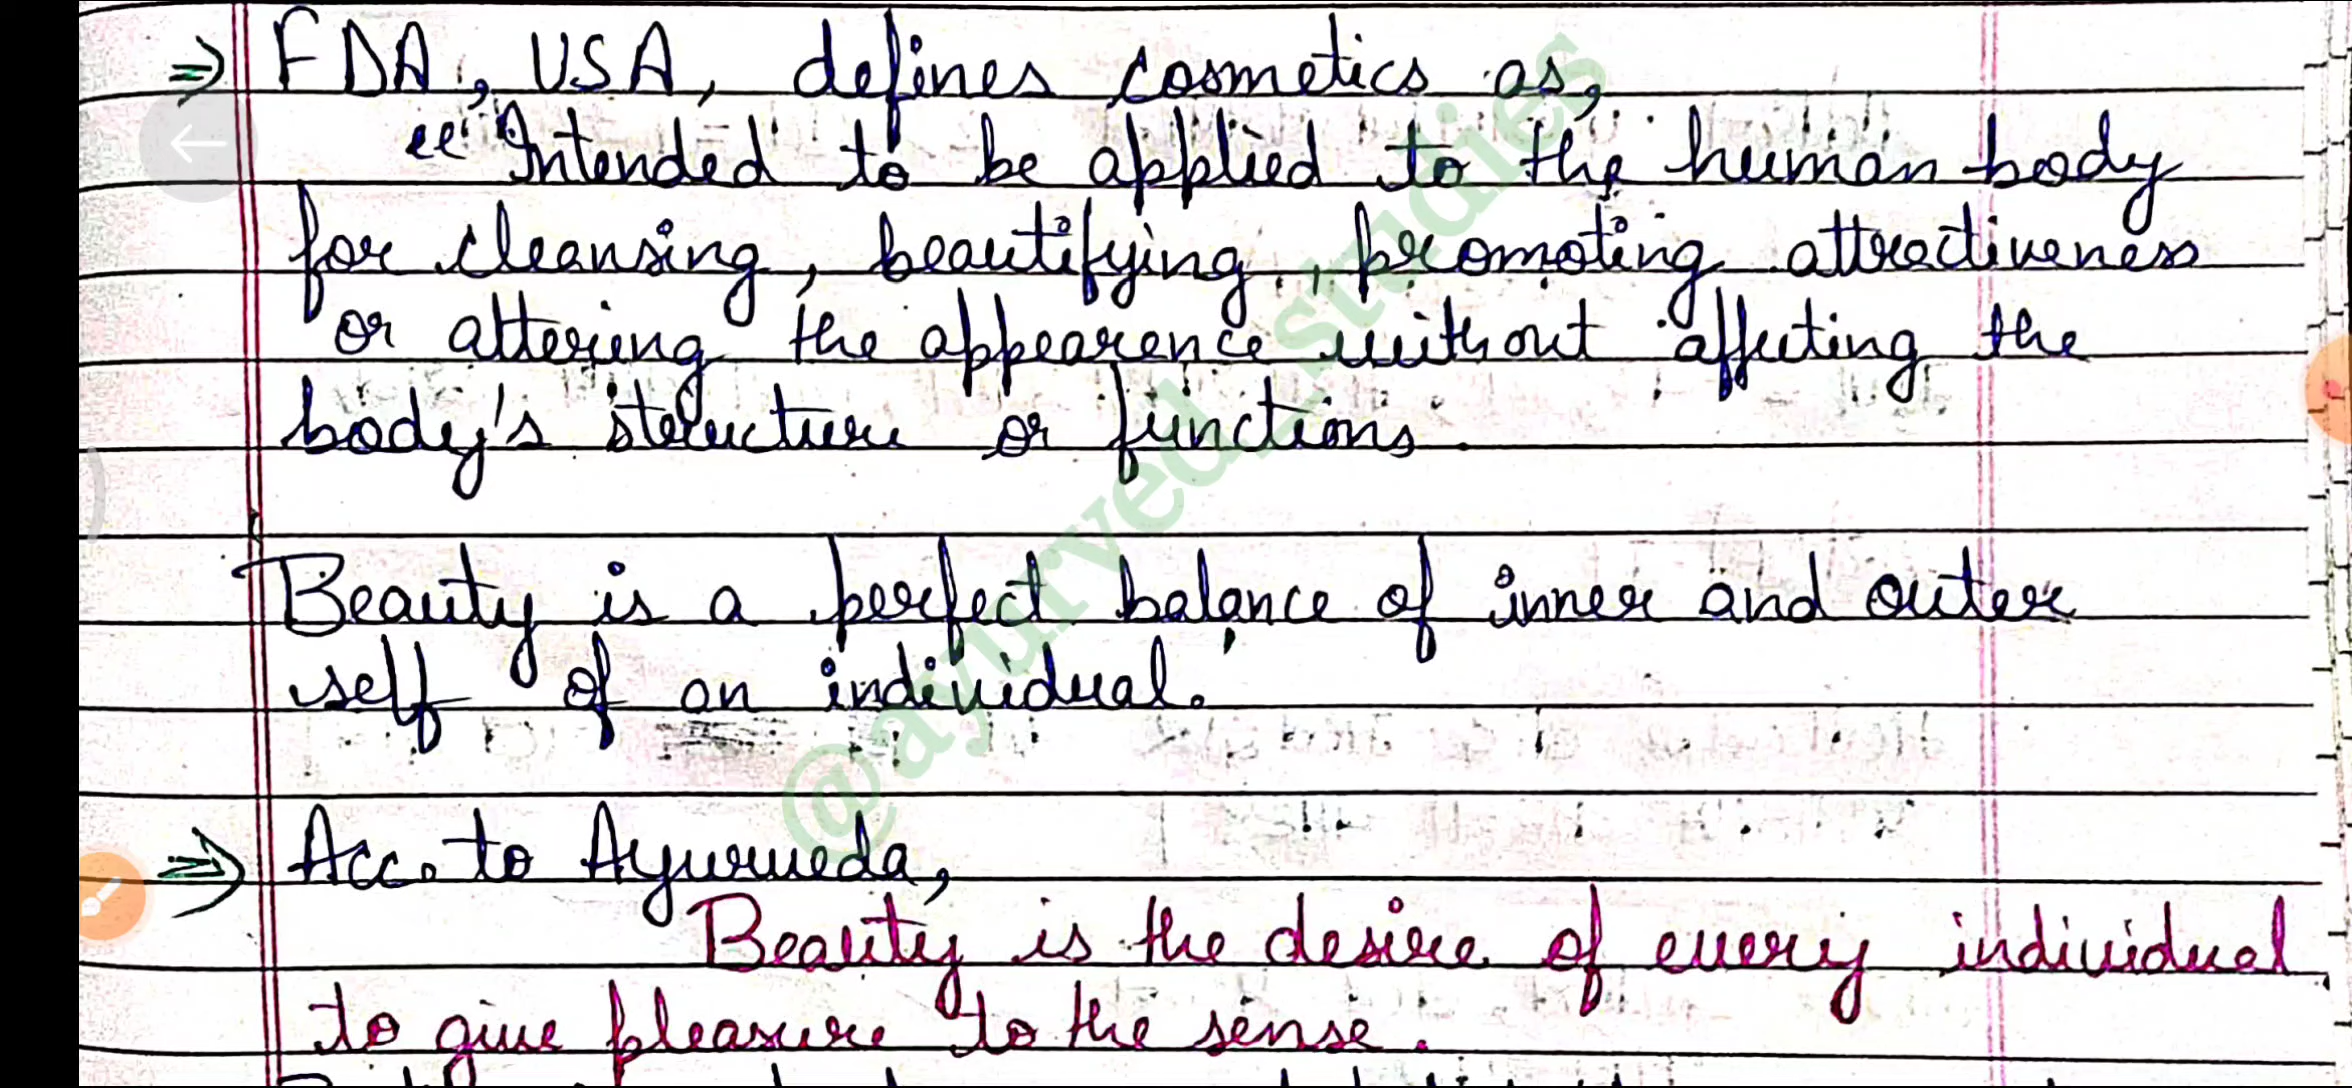 ⇒ FDA, USA, defines cosmetics as,
"Intended to be applied to the human body
for cleansing, beautifying, promoting attractiveness
or altering the appearence without affecting the
body's structure or functions.
Beauty is a perfect balance of inner and outer
self of an individual.
⇒ Acc. to Ayurveda,
Beauty is the desire of every individual
to give pleasure to the sense.
@ayurved_studies